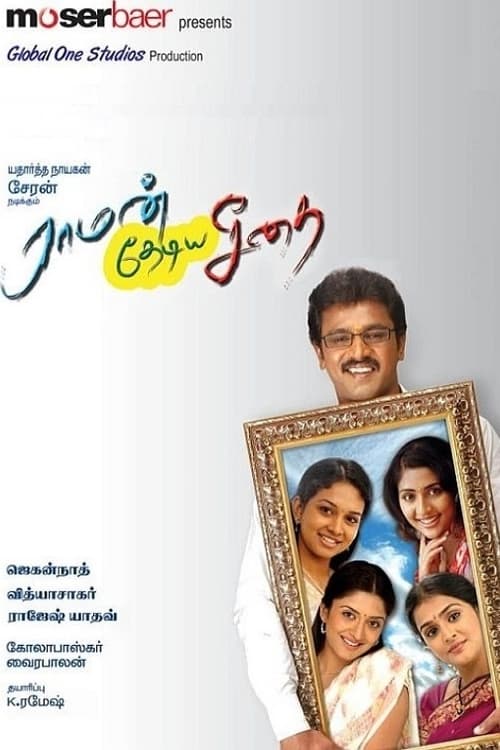 moserbaer presents
Global One Studios Production
யதார்த்த நாயகன்
சேரன்
நடிக்கும்
ராமன்
தேடிய சீதை
ஜெகன்நாத்
வித்யாசாகர்
ராஜேஷ் யாதவ்
கோலாபாஸ்கர்
வைரபாலன்
தயாரிப்பு
K.ரமேஷ்